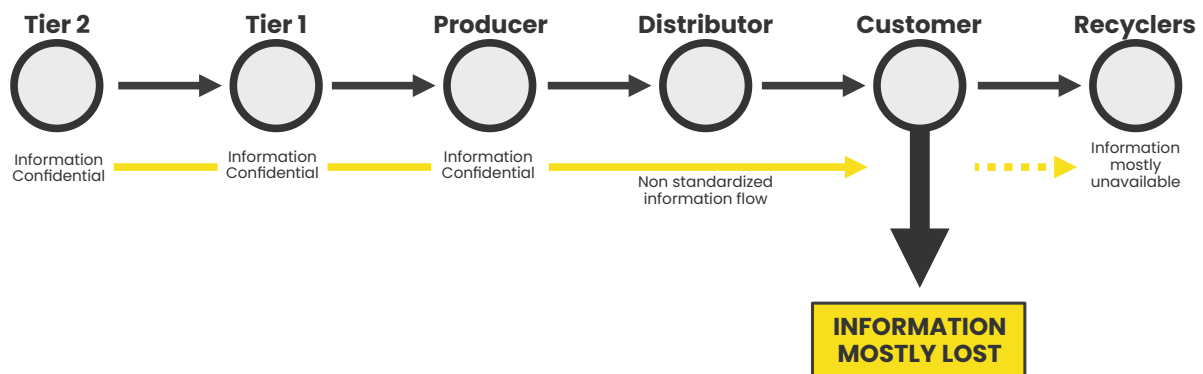 Tier 2
Tier 1
Producer
Distributor
Customer
Recyclers
Information
Confidential
Information
Confidential
Information
Confidential
Non standardized
information flow
Information
mostly
unavailable
INFORMATION
MOSTLY LOST